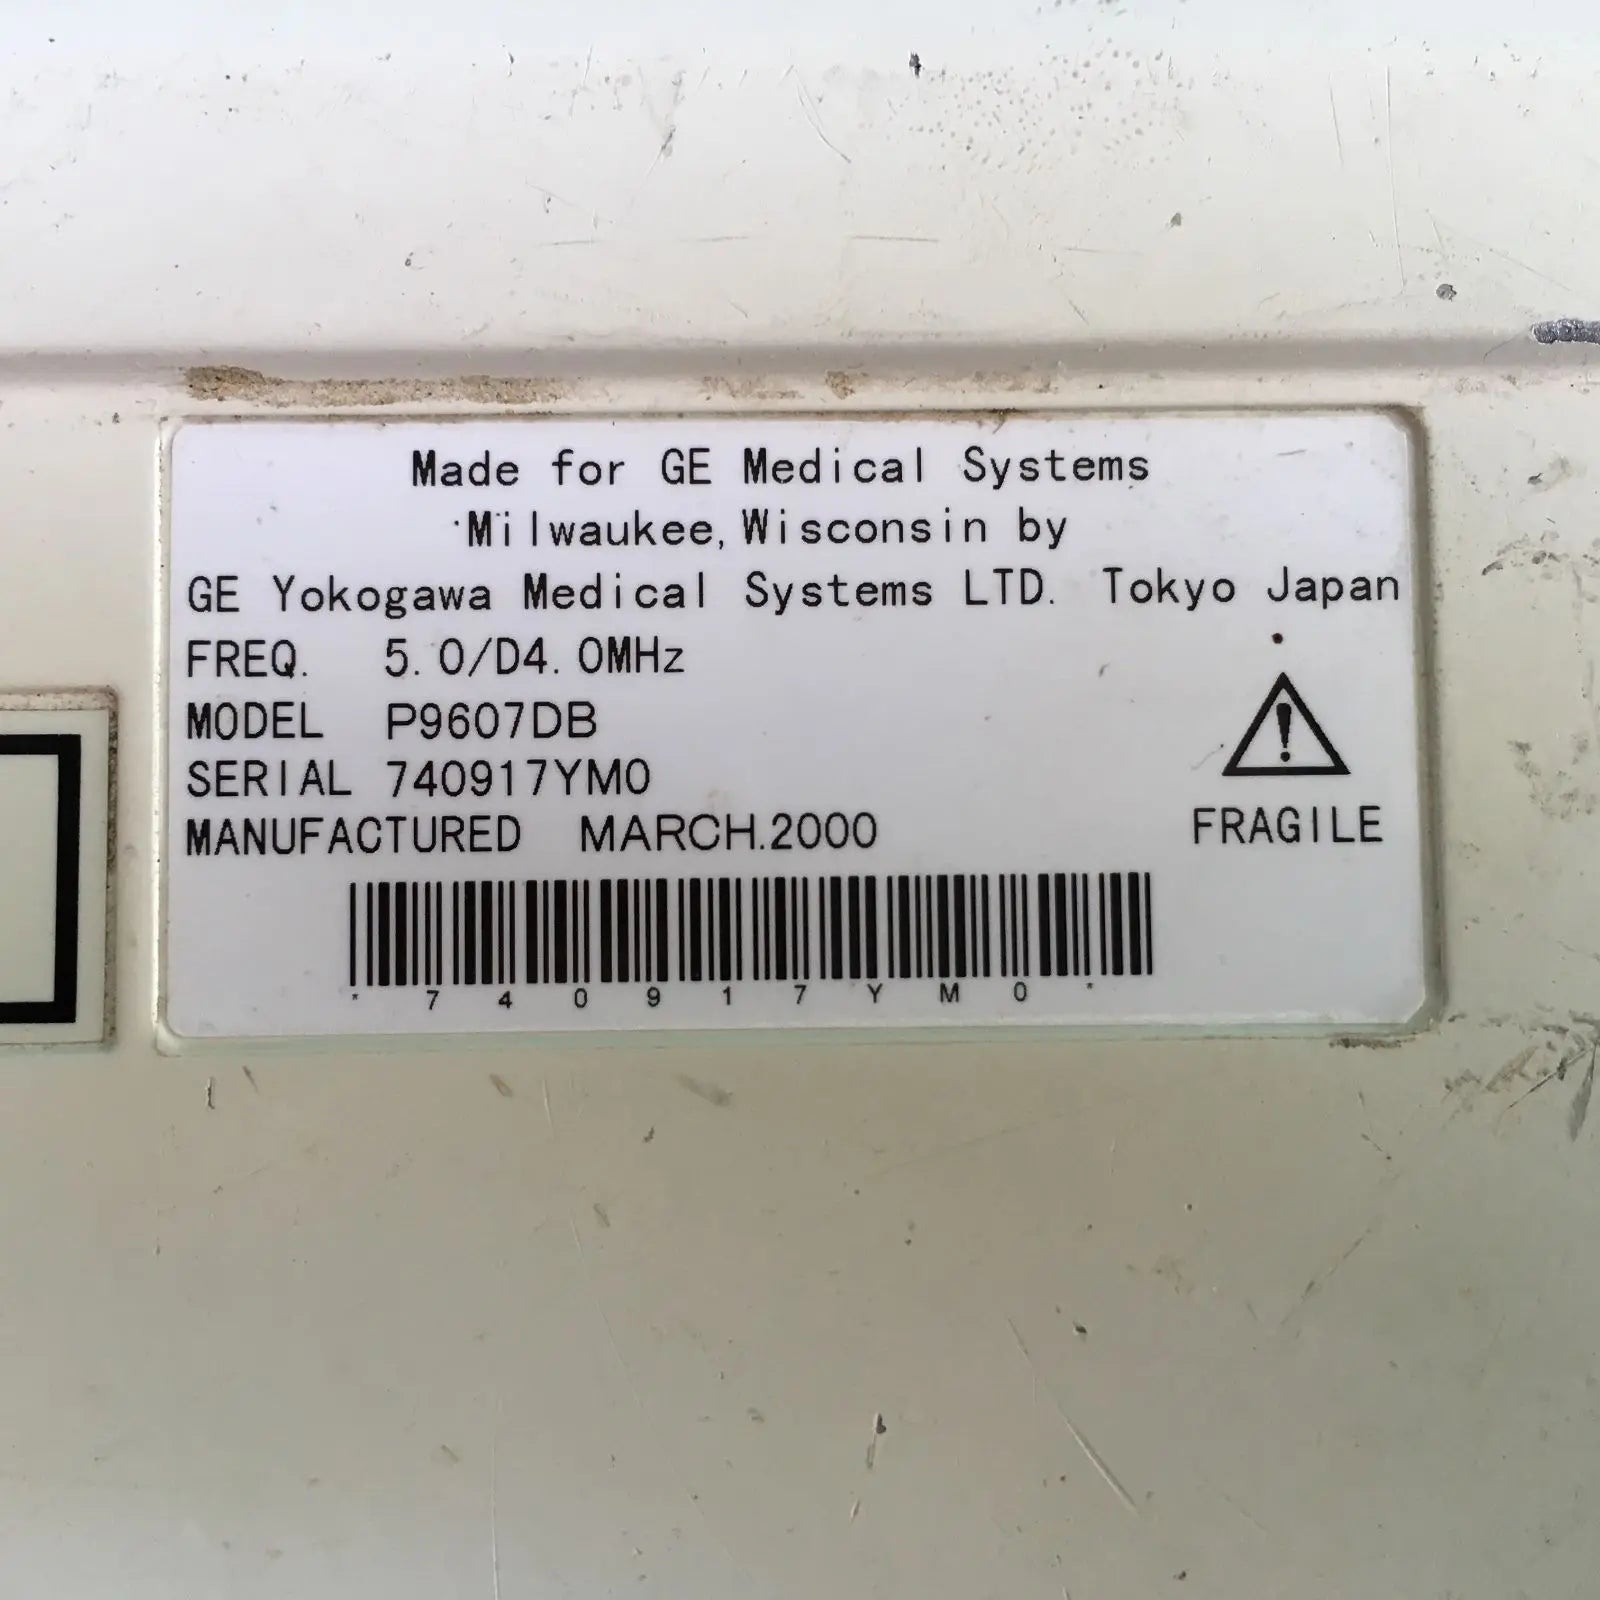 Made for GE Medical Systems
Milwaukee, Wisconsin by
GE Yokogawa Medical Systems LTD. Tokyo Japan
FREQ. 5.0/D4.0MHz
MODEL P9607DB
SERIAL 740917YM0
MANUFACTURED MARCH.2000
FRAGILE
*740917YM0*